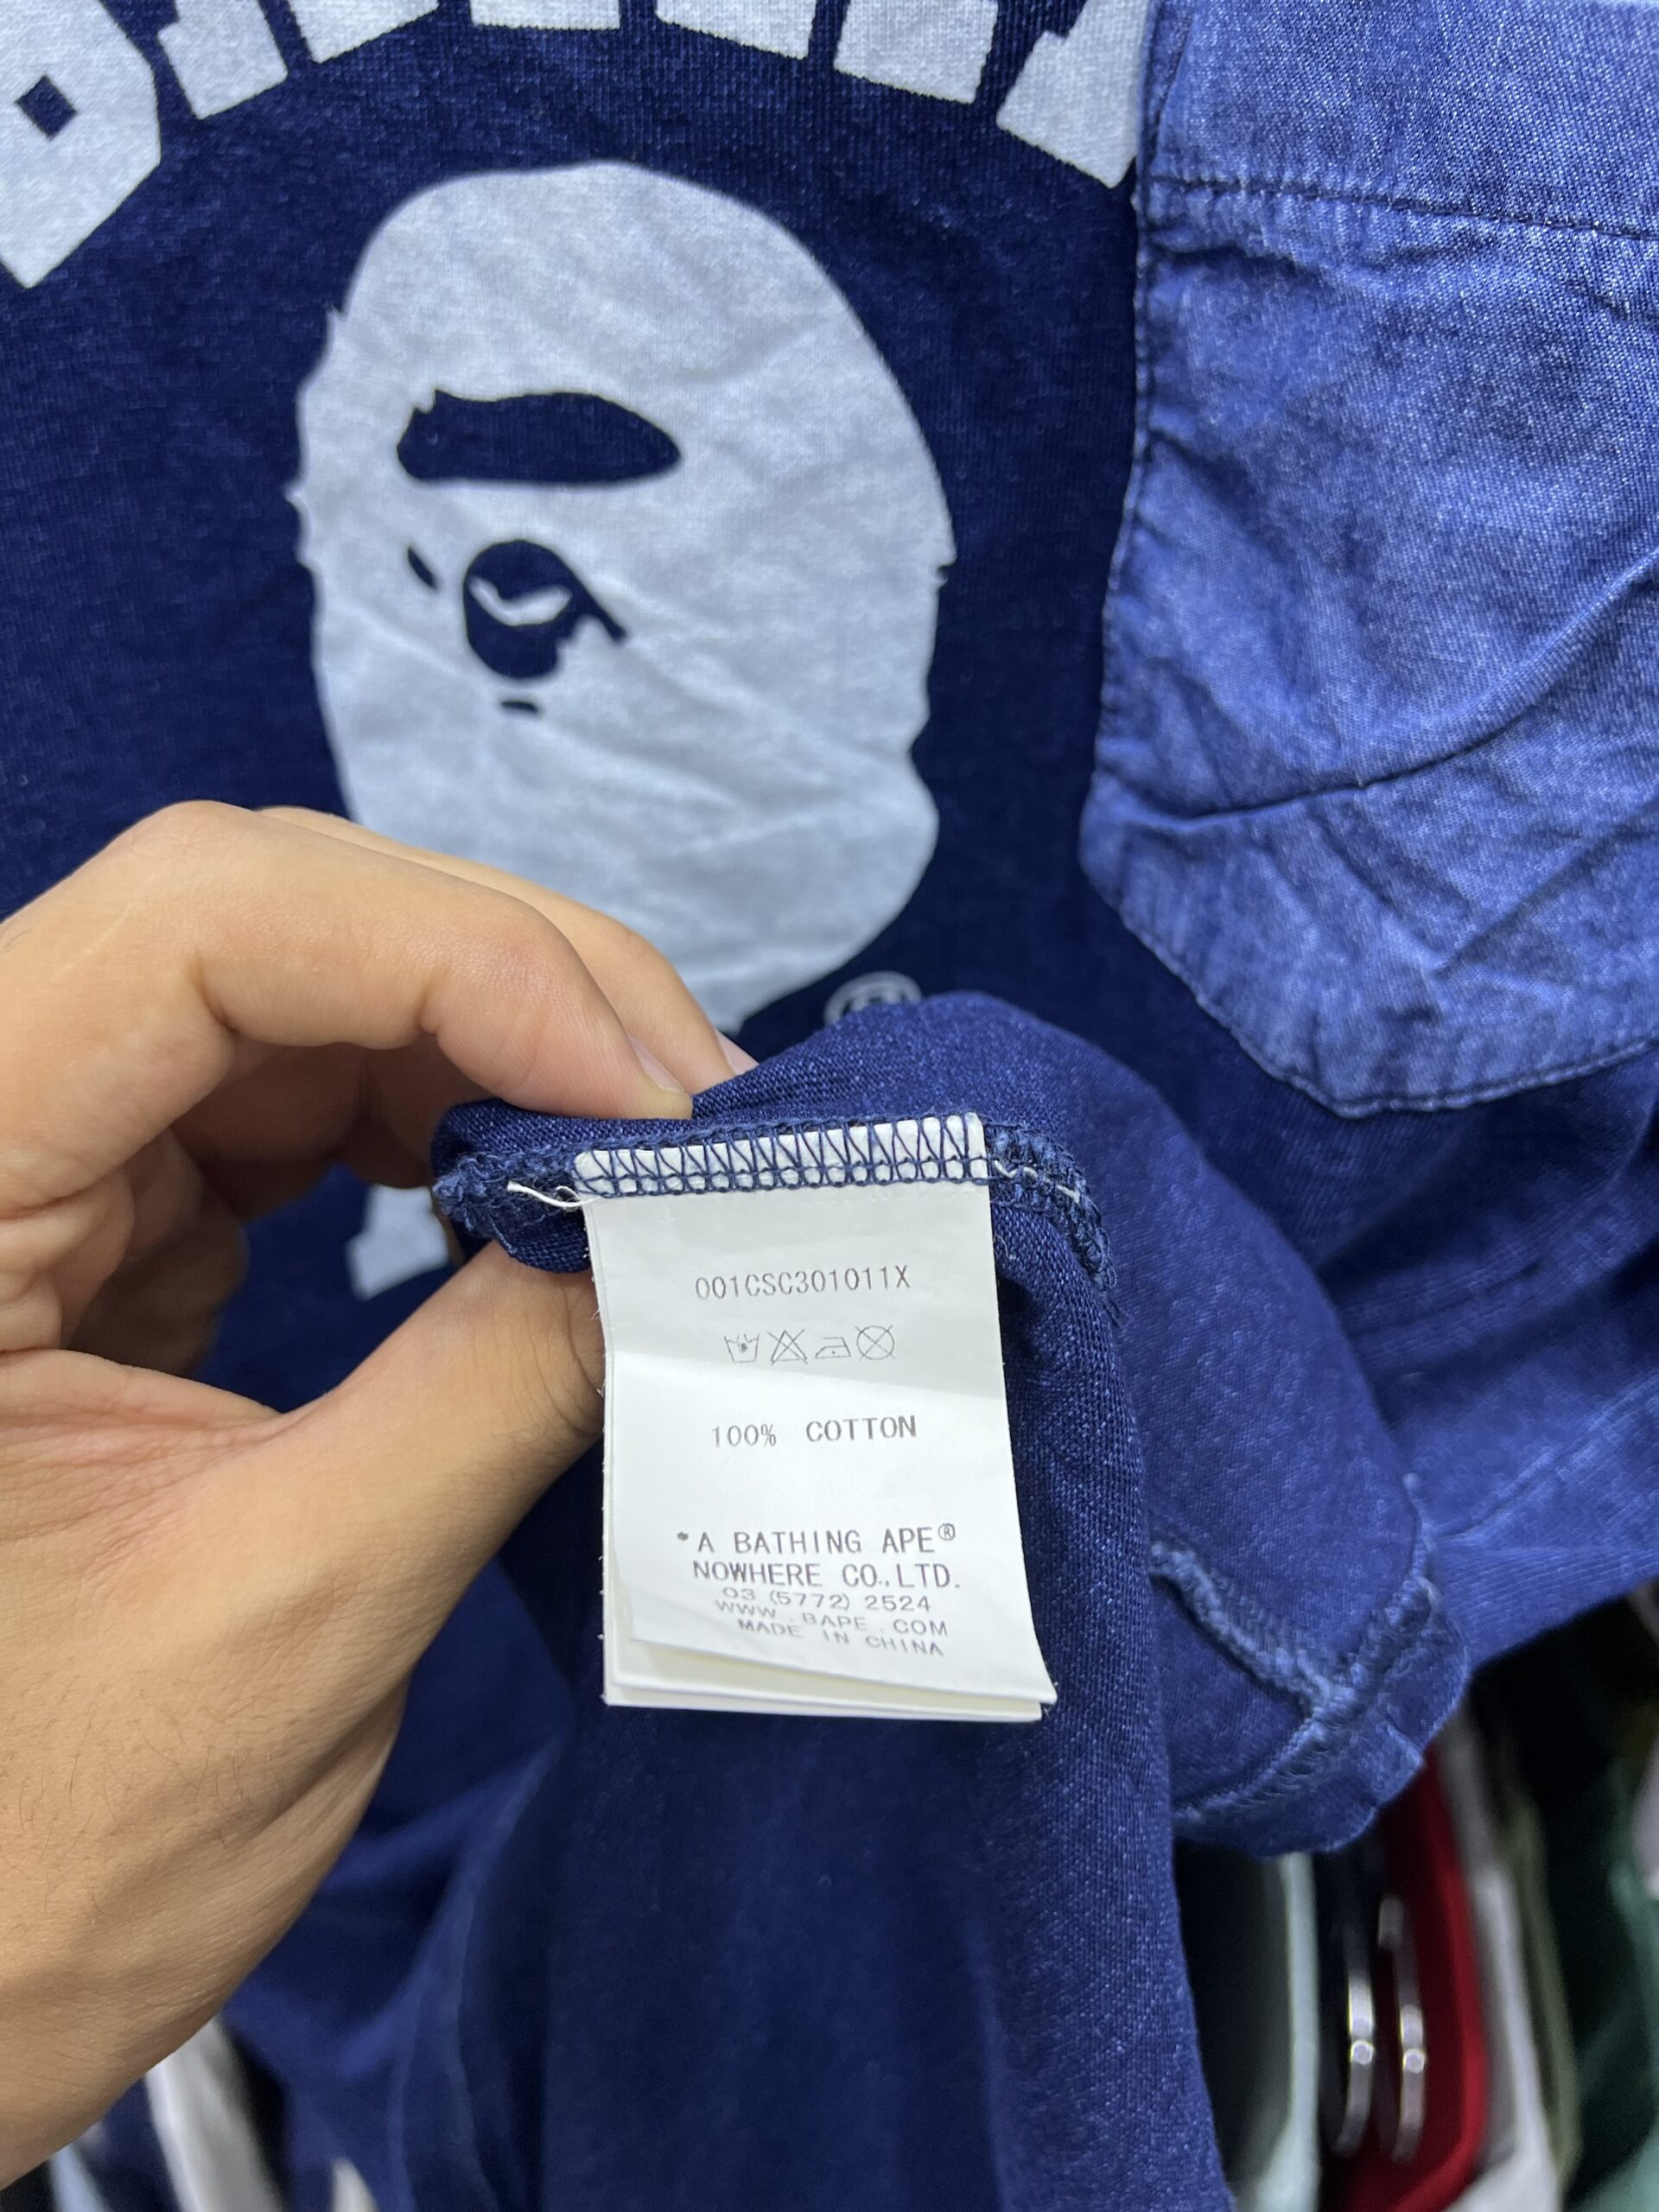 001CSC301011X
100% COTTON
*A BATHING APE®
NOWHERE CO.,LTD.
03 (5772) 2524
WWW.BAPE.COM
MADE IN CHINA